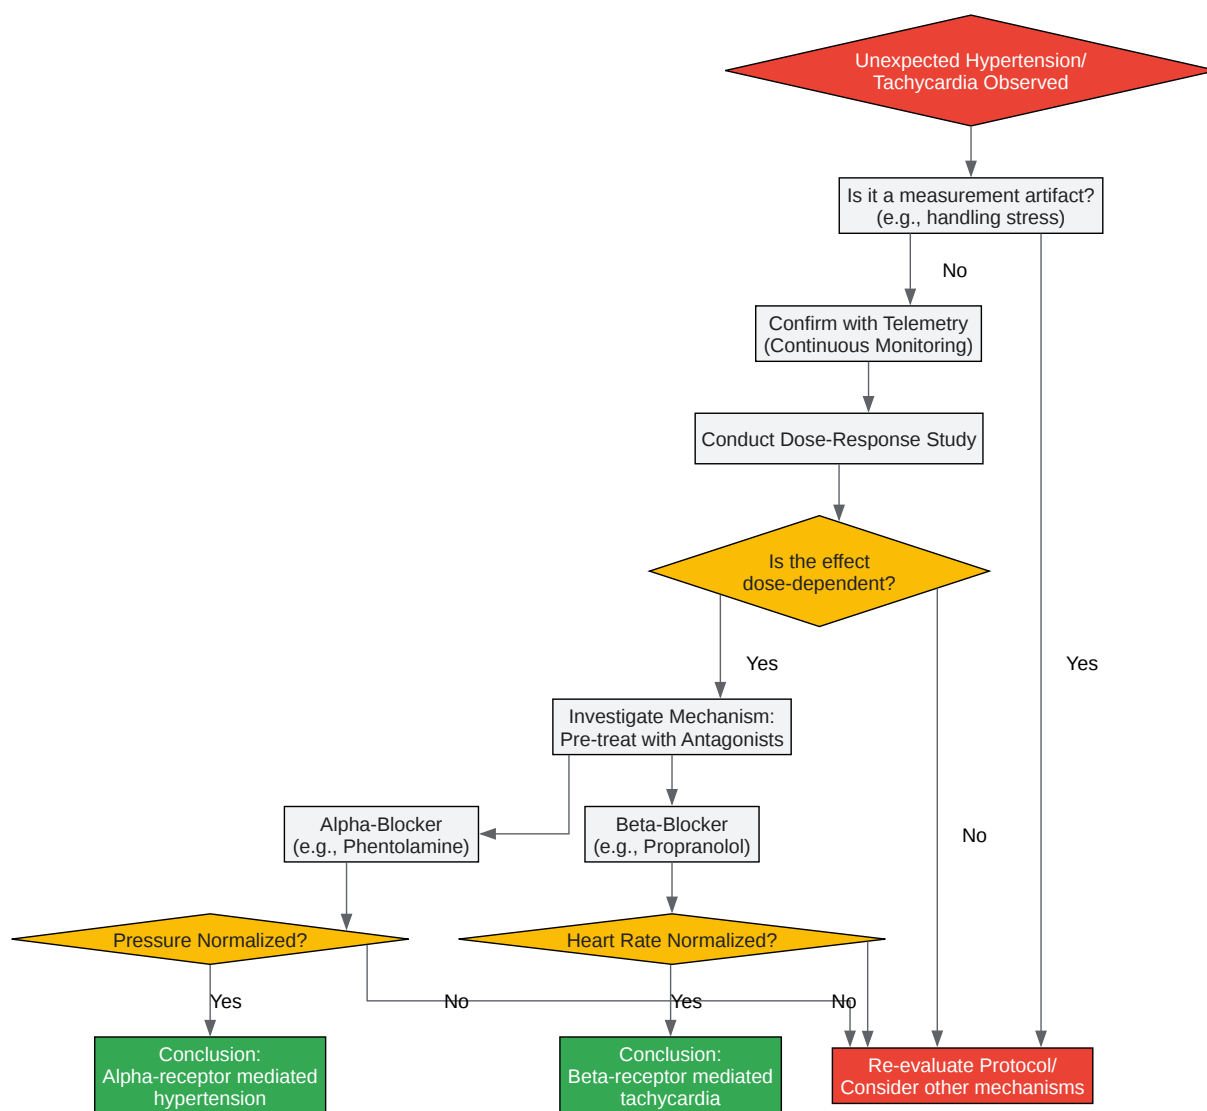 Unexpected Hypertension/
Tachycardia Observed
Is it a measurement artifact?
(e.g., handling stress)
No
Confirm with Telemetry
(Continuous Monitoring)
Conduct Dose-Response Study
Is the effect
dose-dependent?
Yes
Yes
Investigate Mechanism:
Pre-treat with Antagonists
Alpha-Blocker
(e.g., Phentolamine)
Beta-Blocker
(e.g., Propranolol)
No
Pressure Normalized?
Heart Rate Normalized?
Yes
No
Yes
No
Conclusion:
Alpha-receptor mediated
hypertension
Conclusion:
Beta-receptor mediated
tachycardia
Re-evaluate Protocol/
Consider other mechanisms